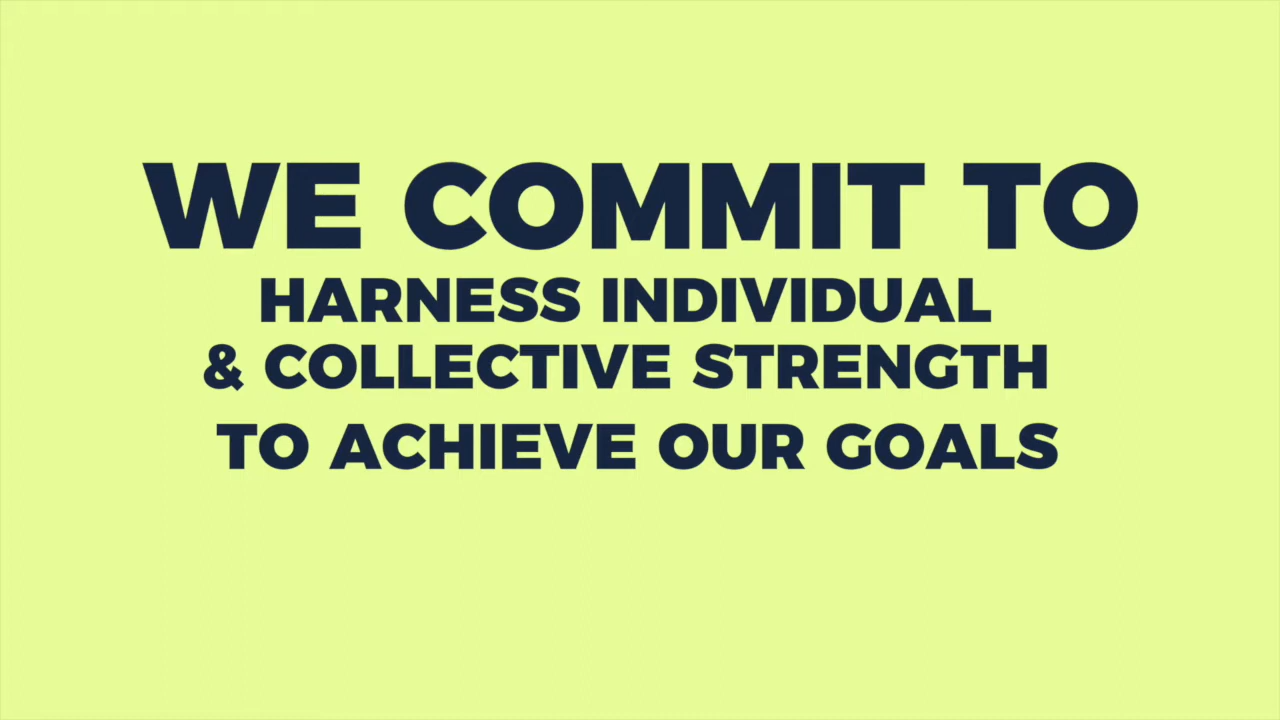 WE COMMIT TO
HARNESS INDIVIDUAL
& COLLECTIVE STRENGTH
TO ACHIEVE OUR GOALS